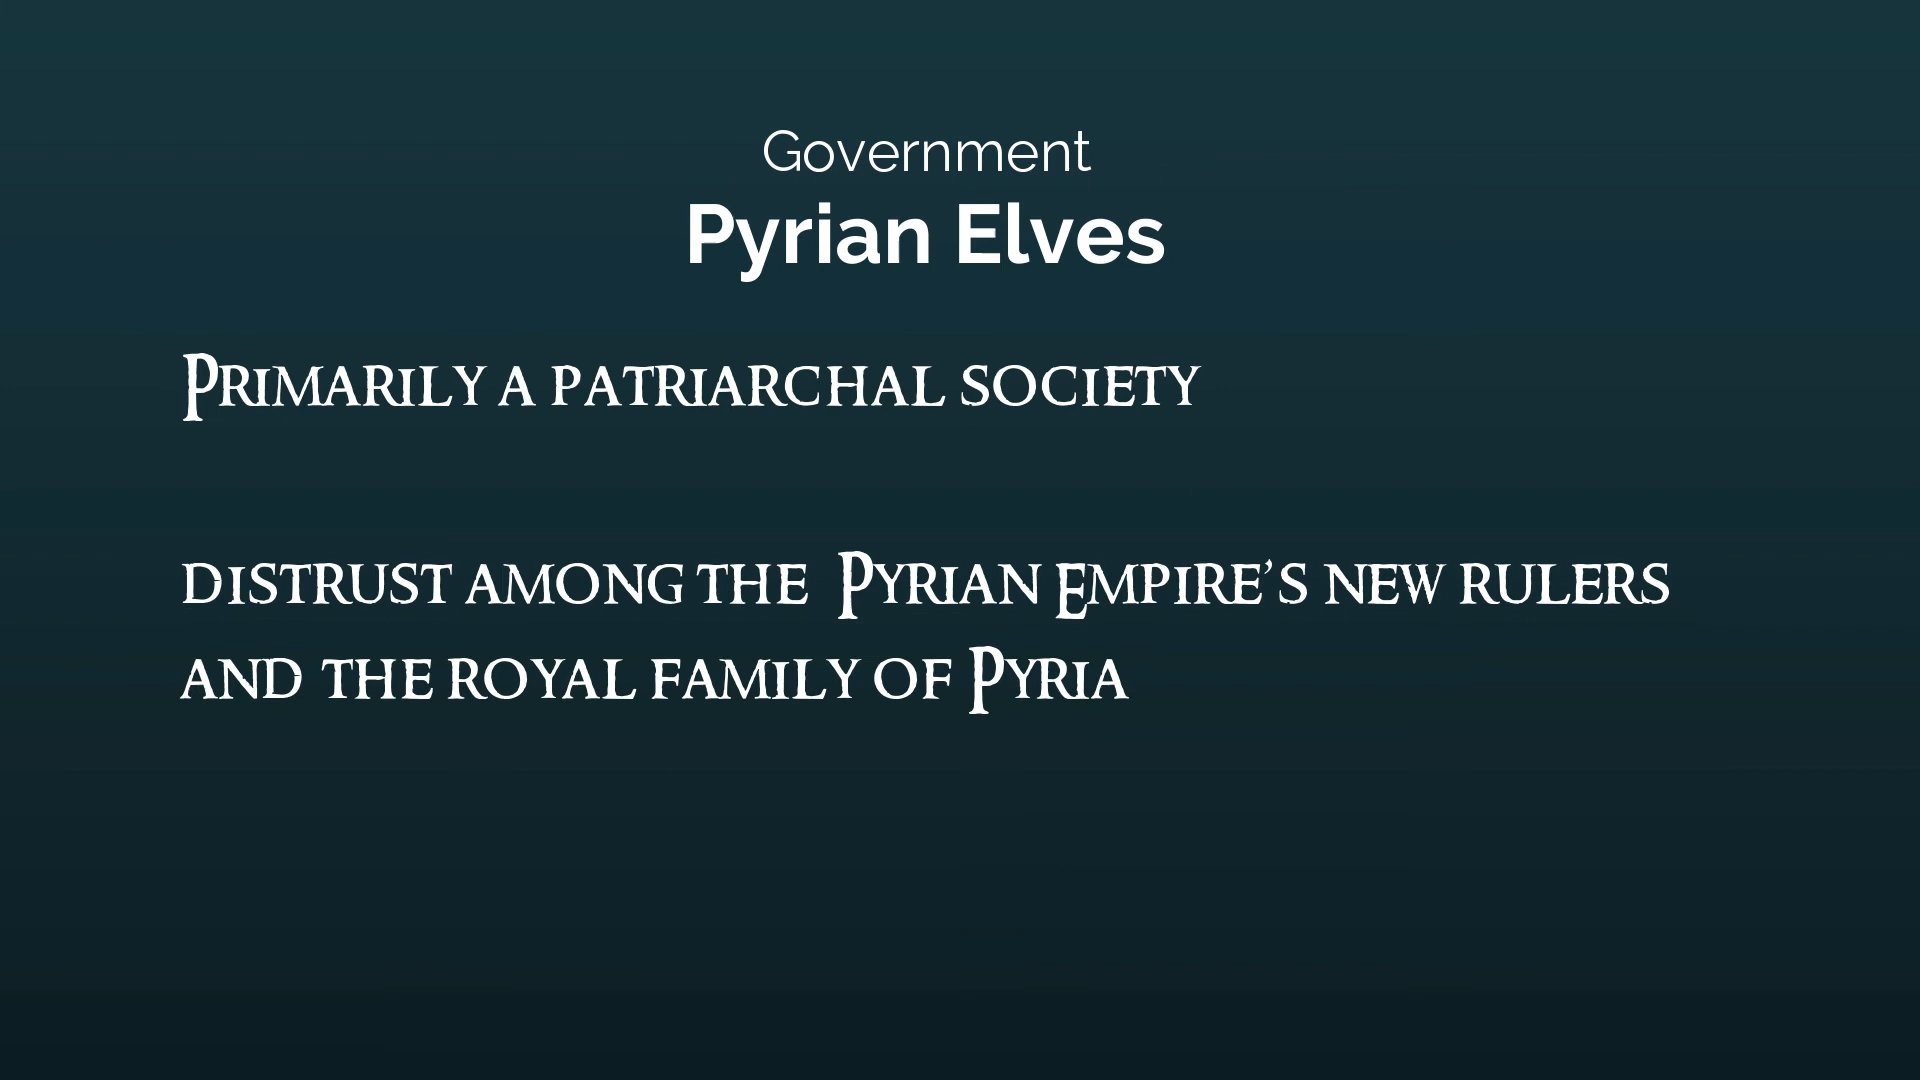 Government
Pyrian Elves
Primarily a patriarchal society
distrust among the Pyrian Empire’s new rulers
and the royal family of Pyria